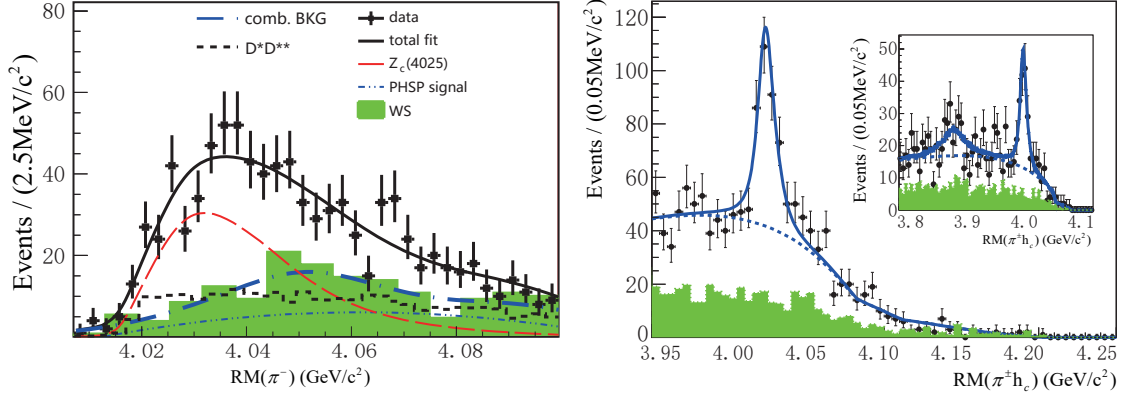 Events / (2.5MeV/c²)
80
60
40
20
comb. BKG
D*D**
data
total fit
Z_c(4025)
PHSP signal
WS
4.02 4.04 4.06 4.08
RM(π⁻) (GeV/c²)
Events / (0.05MeV/c²)
120
100
80
60
40
20
0
3.95 4.00 4.05 4.10 4.15 4.20 4.25
RM(π±h_c) (GeV/c²)
Events / (0.05MeV/c²)
50
40
30
20
10
0
3.8 3.9 4.0 4.1
RM(π±h_c) (GeV/c²)